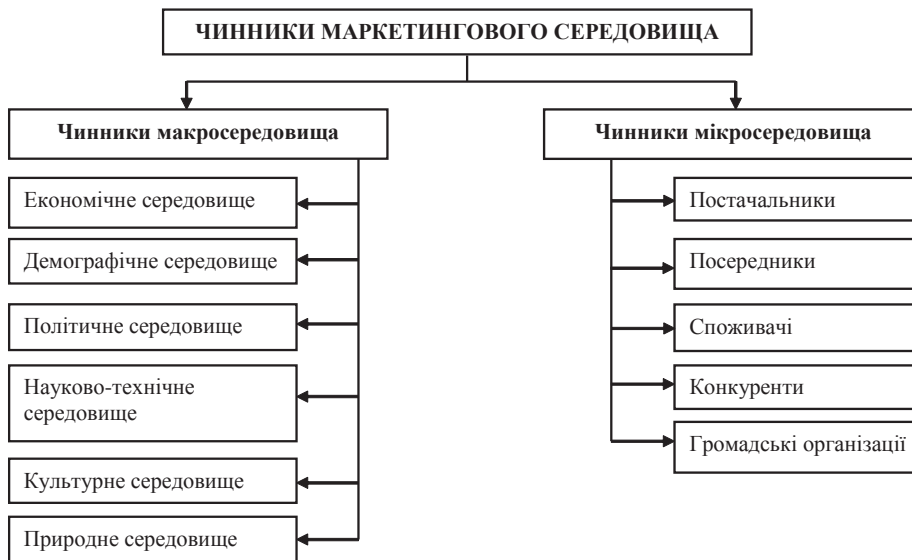 ЧИННИКИ МАРКЕТИНГОВОГО СЕРЕДОВИЩА
Чинники макросередовища
Економічне середовище
Демографічне середовище
Політичне середовище
Науково-технічне
середовище
Культурне середовище
Природне середовище
Чинники мікросередовища
Постачальники
Посередники
Споживачі
Конкуренти
Громадські організації